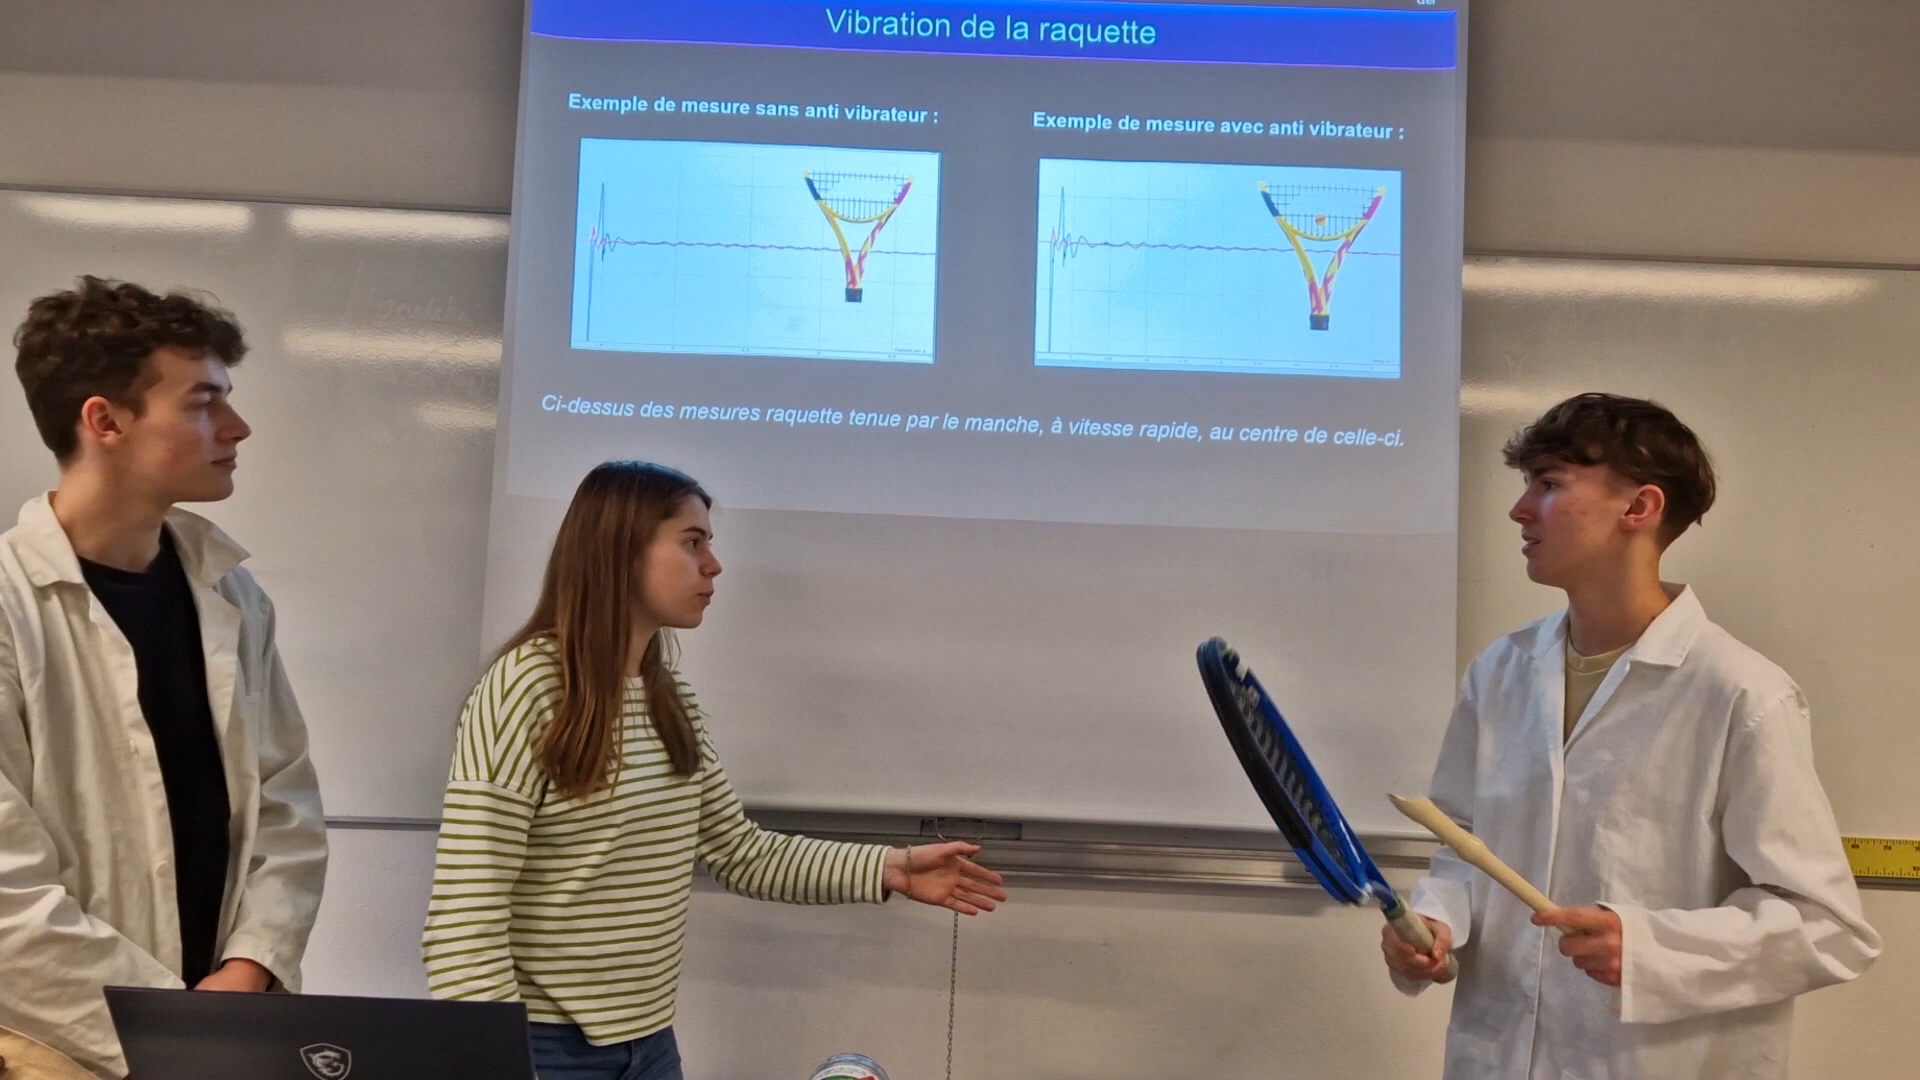 Vibration de la raquette
Exemple de mesure sans anti vibrateur :
Exemple de mesure avec anti vibrateur :
Ci-dessus des mesures raquette tenue par le manche, à vitesse rapide, au centre de celle-ci.